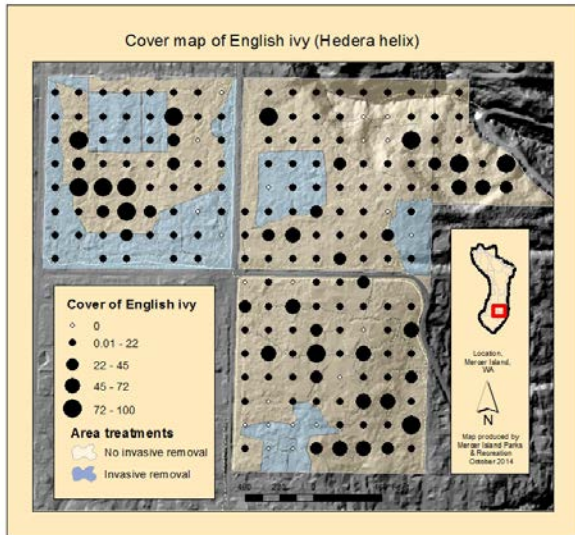 Cover map of English ivy (Hedera helix)
Cover of English ivy
0
0.01 - 22
22 - 45
45 - 72
72 - 100
Area treatments
No invasive removal
Invasive removal
Location,
Mercer Island,
WA
N
Map produced by
Mercer Island Parks
& Recreation
October 2014